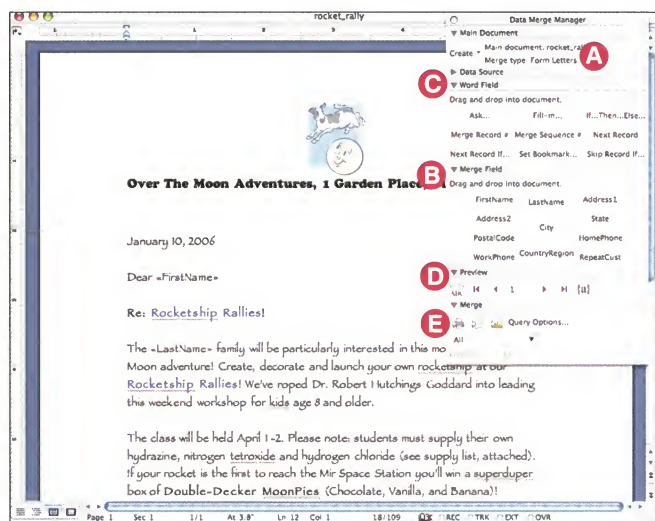 rocket_rally
Data Merge Manager
Main Document
Create
Main document. rocket_rall
Merge type Form Letters
A
Data Source
C
Word Field
Drag and drop into document.
Ask... Fill-in... If...Then...Else...
Merge Record # Merge Sequence # Next Record
Next Record If... Set Bookmark... Skip Record If...
B
Merge Field
Drag and drop into document.
FirstName LastName Address1
Address2 City State
PostalCode HomePhone
WorkPhone CountryRegion RepeatCust
D
Preview
1
{a}
Merge
E
Query Options...
All
Over The Moon Adventures, 1 Garden Place,
January 10, 2006
Dear «FirstName»
Re: Rocketship Rallies!
The «LastName» family will be particularly interested in this mo
Moon adventure! Create, decorate and launch your own rocketship at our
Rocketship Rallies! We've roped Dr. Robert Hutchings Goddard into leading
this weekend workshop for kids age 8 and older.
The class will be held April 1-2. Please note: students must supply their own
hydrazine, nitrogen tetroxide and hydrogen chloride (see supply list, attached).
If your rocket is the first to reach the Mir Space Station you'll win a superduper
box of Double-Decker MoonPies (Chocolate, Vanilla, and Banana)!
Page 1 Sec 1 1/1 At 3.8" Ln 12 Col 1 18/109 REC TRK EXT OVR